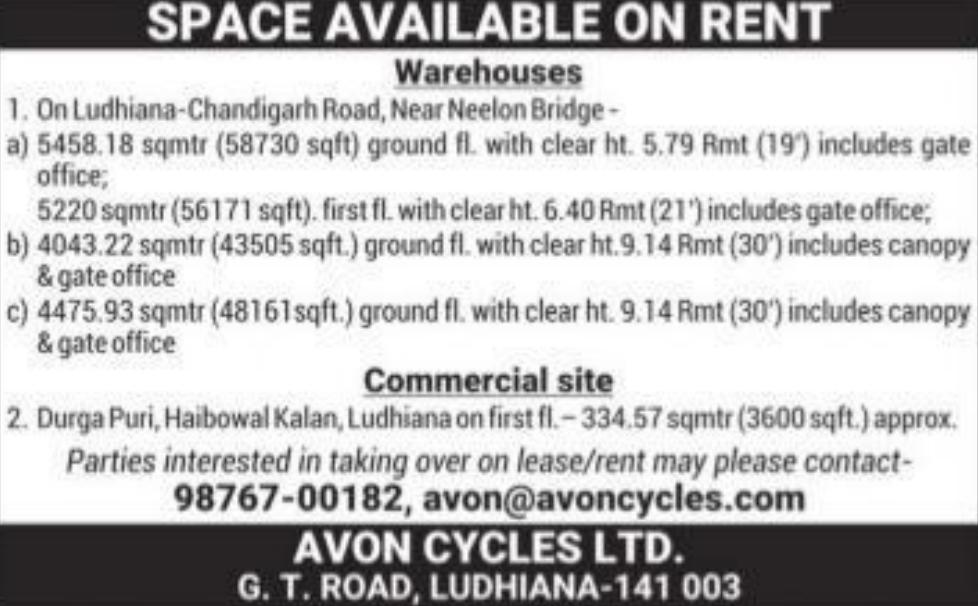 SPACE AVAILABLE ON RENT
Warehouses
1. On Ludhiana-Chandigarh Road, Near Neelon Bridge -
a) 5458.18 sqmtr (58730 sqft) ground fl. with clear ht. 5.79 Rmt (19') includes gate
office;
5220 sqmtr (56171 sqft). first fl. with clear ht. 6.40 Rmt (21') includes gate office;
b) 4043.22 sqmtr (43505 sqft.) ground fl. with clear ht.9.14 Rmt (30') includes canopy
& gate office
c) 4475.93 sqmtr (48161sqft.) ground fl. with clear ht. 9.14 Rmt (30') includes canopy
& gate office
Commercial site
2. Durga Puri, Haibowal Kalan, Ludhiana on first fl. – 334.57 sqmtr (3600 sqft.) approx.
Parties interested in taking over on lease/rent may please contact-
98767-00182, avon@avoncycles.com
AVON CYCLES LTD.
G. T. ROAD, LUDHIANA-141 003